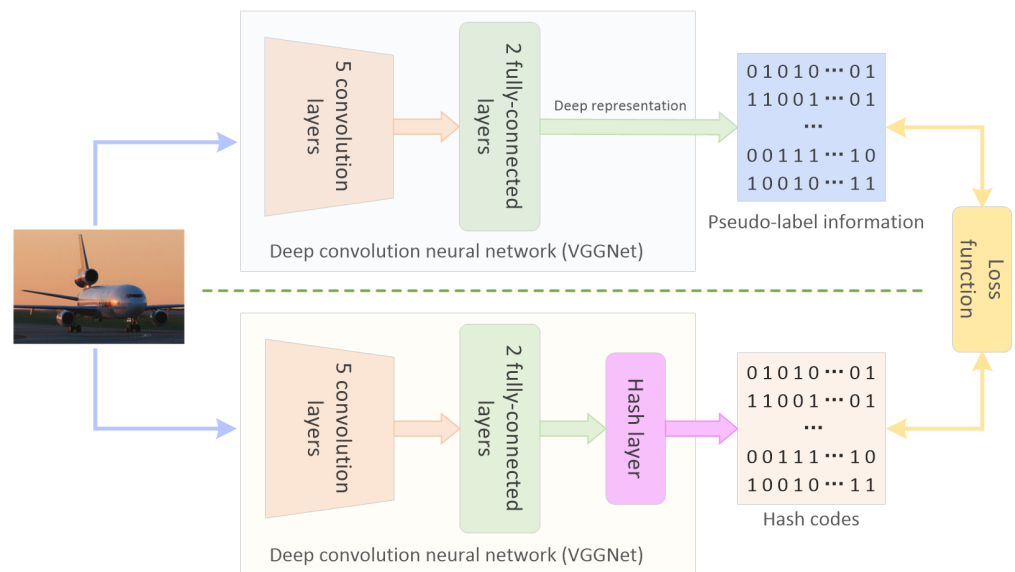 5 convolution
layers
2 fully-connected
layers
Deep representation
0 1 0 1 0 ··· 0 1
1 1 0 0 1 ··· 0 1
···
0 0 1 1 1 ··· 1 0
1 0 0 1 0 ··· 1 1
Pseudo-label information
Deep convolution neural network (VGGNet)
Loss
function
5 convolution
layers
2 fully-connected
layers
Hash layer
0 1 0 1 0 ··· 0 1
1 1 0 0 1 ··· 0 1
···
0 0 1 1 1 ··· 1 0
1 0 0 1 0 ··· 1 1
Hash codes
Deep convolution neural network (VGGNet)